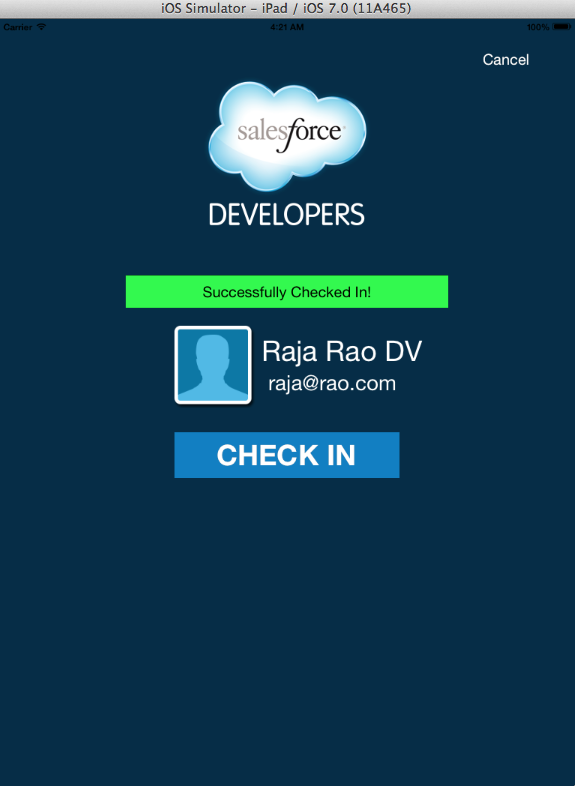 iOS Simulator – iPad / iOS 7.0 (11A465)
Carrier 4:21 AM 100%
Cancel
salesforce
DEVELOPERS
Successfully Checked In!
Raja Rao DV
raja@rao.com
CHECK IN